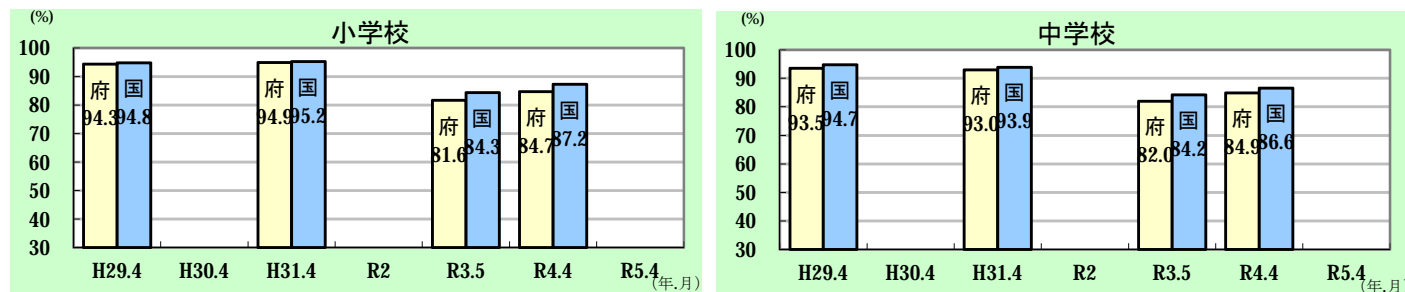 (%)
小学校
100
90
80
70
60
50
40
30
府
94.3
国
94.8
府
94.9
国
95.2
府
81.6
国
84.3
府
84.7
国
87.2
H29.4 H30.4 H31.4 R2 R3.5 R4.4 R5.4
(年.月)
(%)
中学校
100
90
80
70
60
50
40
30
府
93.5
国
94.7
府
93.0
国
93.9
府
82.0
国
84.2
府
84.9
国
86.6
H29.4 H30.4 H31.4 R2 R3.5 R4.4 R5.4
(年.月)